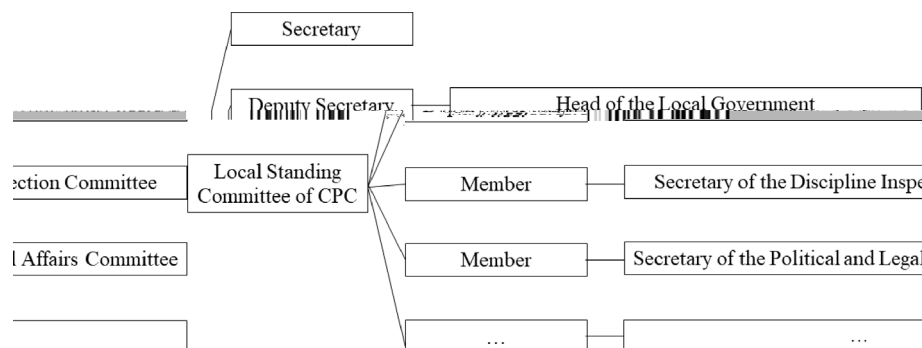 Secretary
Deputy Secretary
Head of the Local Government
ection Committee
Local Standing
Committee of CPC
Member
Secretary of the Discipline Inspe
l Affairs Committee
Member
Secretary of the Political and Legal
...
...